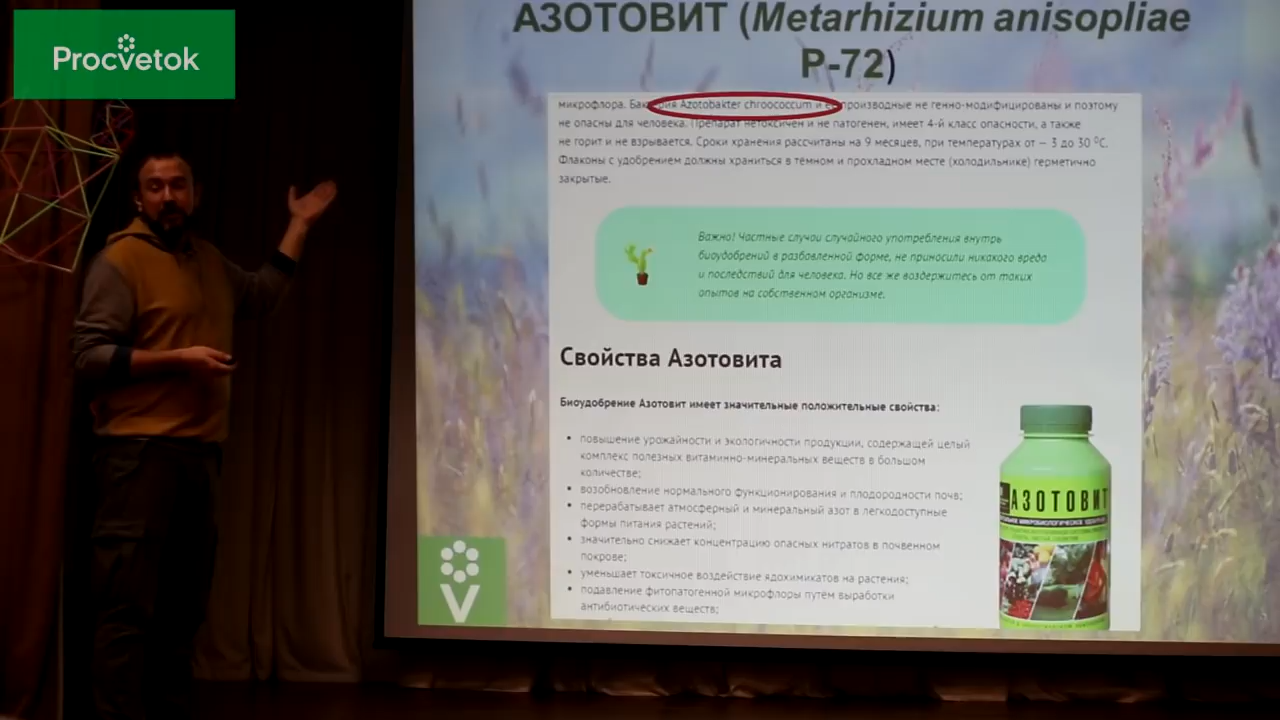 Procvetok
АЗОТОВИТ (Metarhizium anisopliae
P-72)
микрофлора. Бактерия Azotobakter chroococcum и её производные не генно-модифицированы и поэтому
не опасны для человека. Препарат нетоксичен и не патогенен, имеет 4-й класс опасности, а также
не горит и не взрывается. Сроки хранения рассчитаны на 9 месяцев, при температурах от – 3 до 30 ⁰С.
Флаконы с удобрением должны храниться в тёмном и прохладном месте (холодильнике) герметично
закрытые.
Важно! Частные случаи случайного употребления внутрь
биоудобрений в разбавленной форме, не приносили никакого вреда
и последствий для человека. Но все же воздержитесь от таких
опытов на собственном организме.
Свойства Азотовита
Биоудобрение Азотовит имеет значительные положительные свойства:
• повышение урожайности и экологичности продукции, содержащей целый
комплекс полезных витаминно-минеральных веществ в большом
количестве;
• возобновление нормального функционирования и плодородности почв;
• перерабатывает атмосферный и минеральный азот в легкодоступные
формы питания растений;
• значительно снижает концентрацию опасных нитратов в почвенном
покрове;
• уменьшает токсичное воздействие ядохимикатов на растения;
• подавление фитопатогенной микрофлоры путём выработки
антибиотических веществ;
АЗОТОВИТ